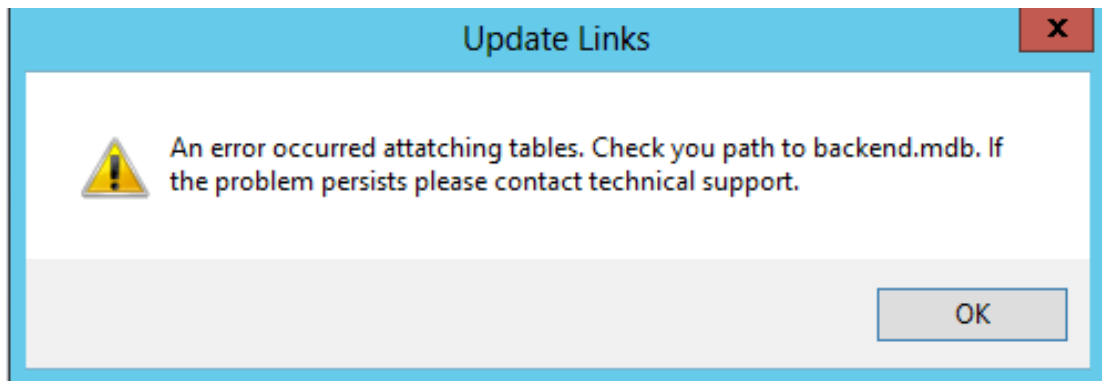 Update Links
x
An error occurred attatching tables. Check you path to backend.mdb. If
the problem persists please contact technical support.
OK